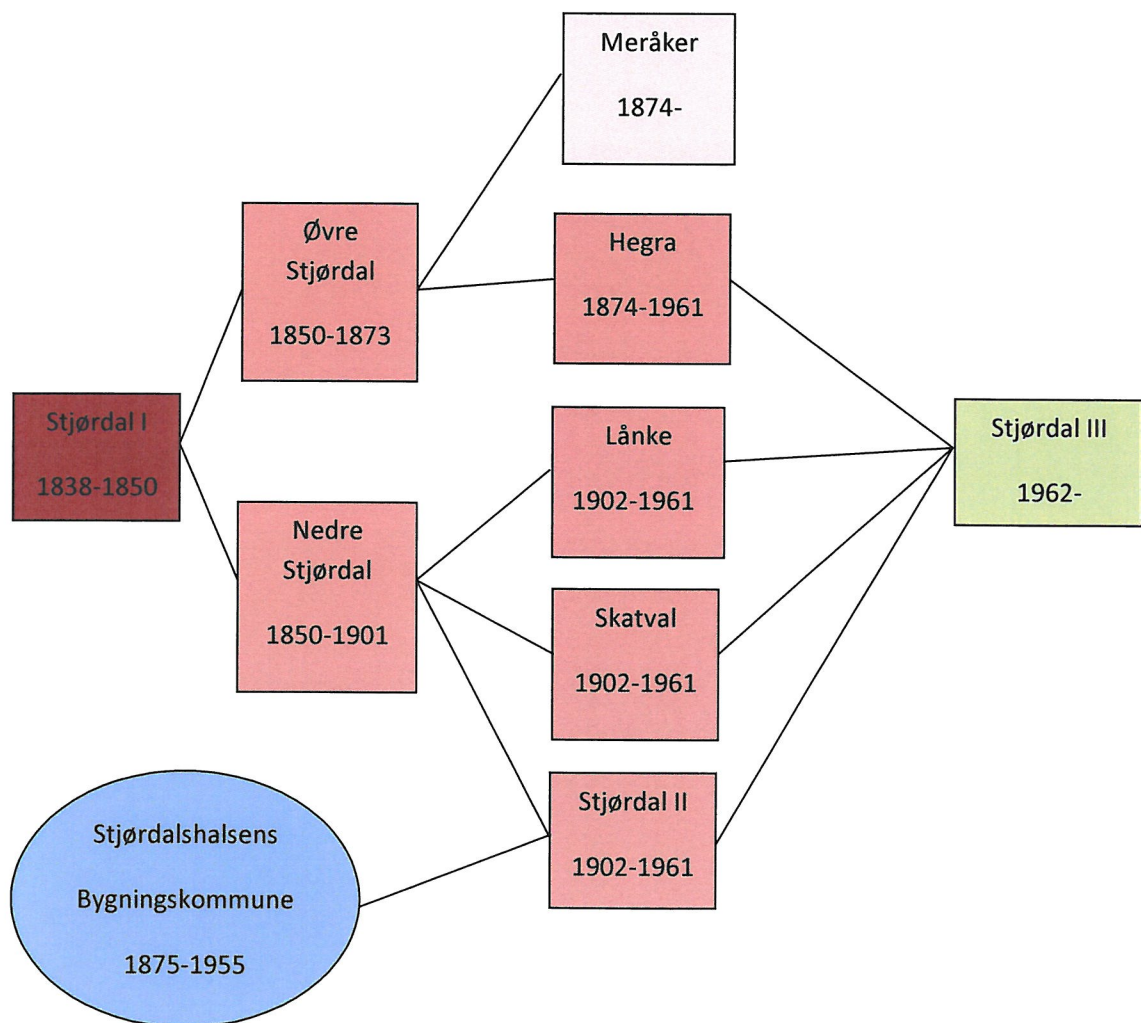 Meråker
1874-
Øvre
Stjørdal
1850-1873
Hegra
1874-1961
Stjørdal I
1838-1850
Lånke
1902-1961
Stjørdal III
1962-
Nedre
Stjørdal
1850-1901
Skatval
1902-1961
Stjørdal II
1902-1961
Stjørdalshalsens
Bygningskommune
1875-1955